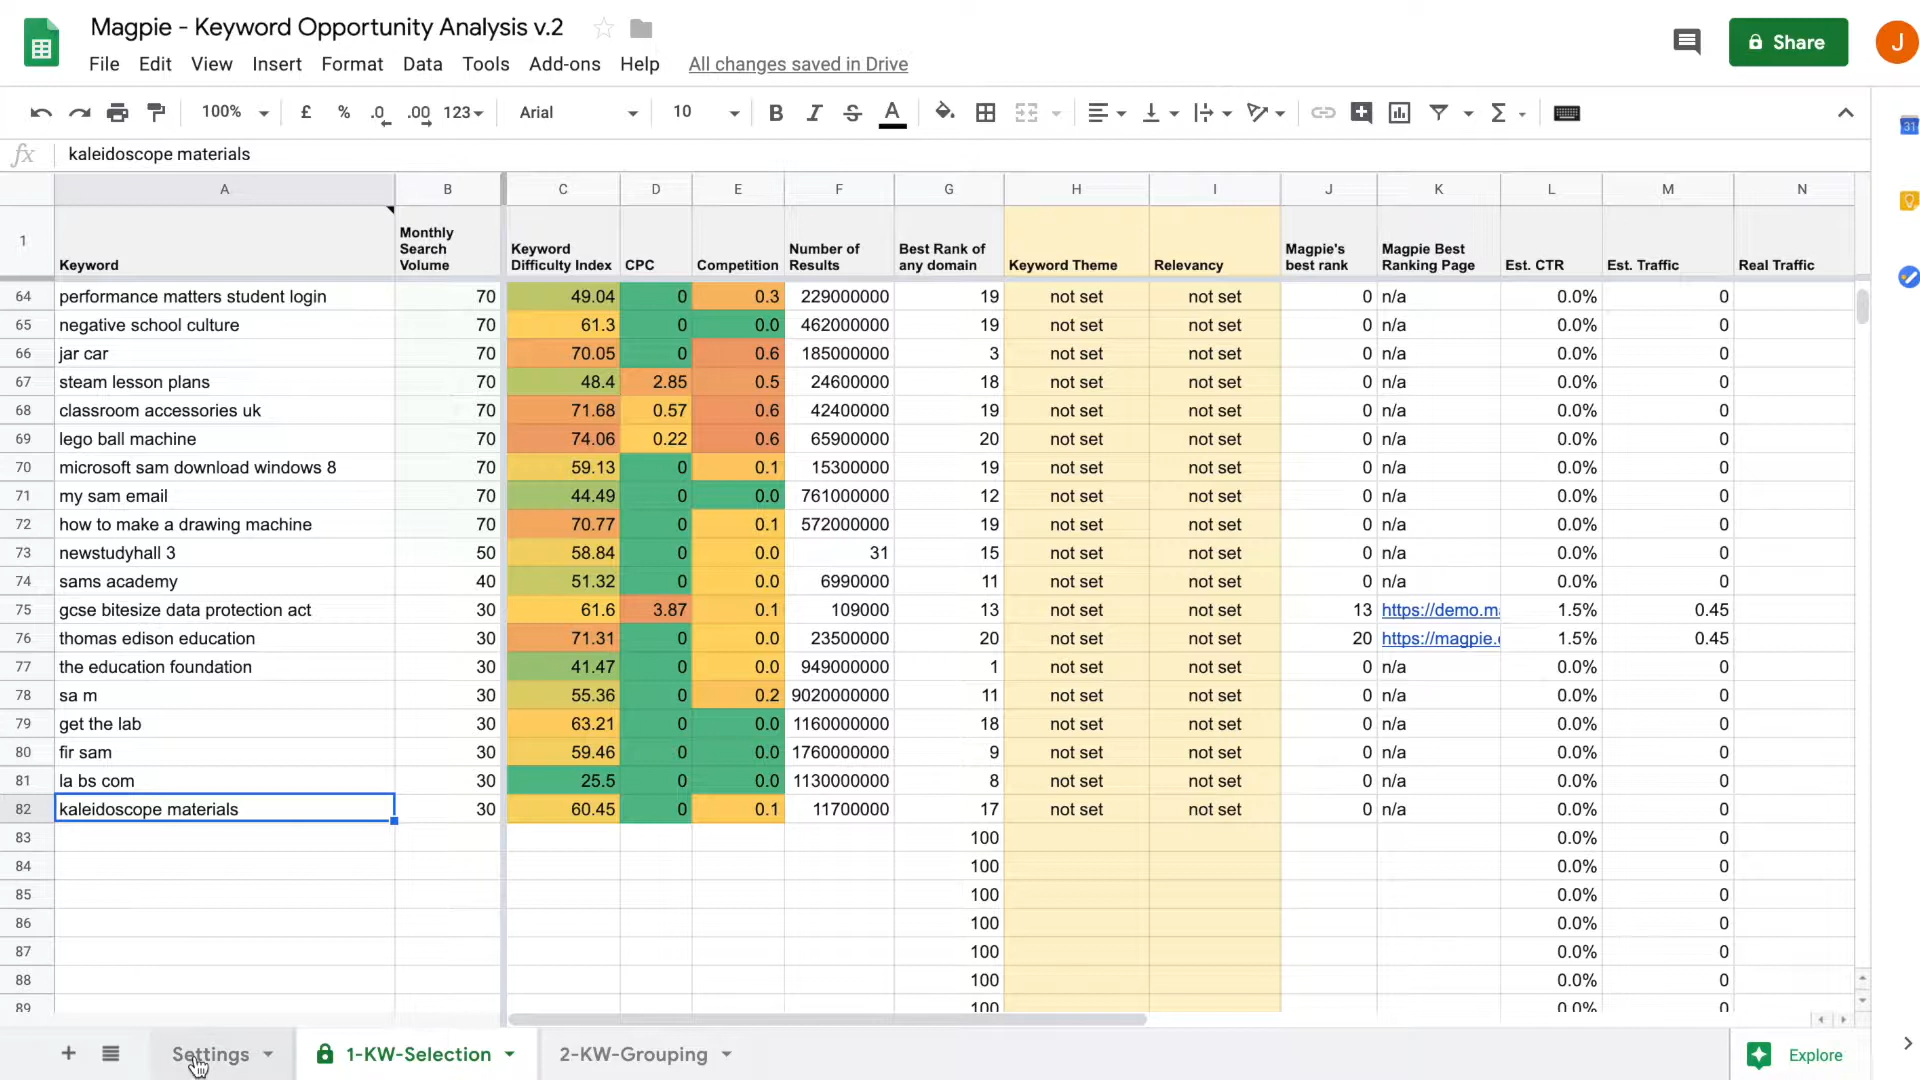 Magpie - Keyword Opportunity Analysis v.2
File Edit View Insert Format Data Tools Add-ons Help All changes saved in Drive
Share
J
100% £ % .0 .00 123 Arial 10 B I S A Σ
31
fx kaleidoscope materials
A B C D E F G H I J K L M N
1 Keyword Monthly Search Volume Keyword Difficulty Index CPC Competition Number of Results Best Rank of any domain Keyword Theme Relevancy Magpie's best rank Magpie Best Ranking Page Est. CTR Est. Traffic Real Traffic
64 performance matters student login 70 49.04 0 0.3 229000000 19 not set not set 0 n/a 0.0% 0
65 negative school culture 70 61.3 0 0.0 462000000 19 not set not set 0 n/a 0.0% 0
66 jar car 70 70.05 0 0.6 185000000 3 not set not set 0 n/a 0.0% 0
67 steam lesson plans 70 48.4 2.85 0.5 24600000 18 not set not set 0 n/a 0.0% 0
68 classroom accessories uk 70 71.68 0.57 0.6 42400000 19 not set not set 0 n/a 0.0% 0
69 lego ball machine 70 74.06 0.22 0.6 65900000 20 not set not set 0 n/a 0.0% 0
70 microsoft sam download windows 8 70 59.13 0 0.1 15300000 19 not set not set 0 n/a 0.0% 0
71 my sam email 70 44.49 0 0.0 761000000 12 not set not set 0 n/a 0.0% 0
72 how to make a drawing machine 70 70.77 0 0.1 572000000 19 not set not set 0 n/a 0.0% 0
73 newstudyhall 3 50 58.84 0 0.0 31 15 not set not set 0 n/a 0.0% 0
74 sams academy 40 51.32 0 0.0 6990000 11 not set not set 0 n/a 0.0% 0
75 gcse bitesize data protection act 30 61.6 3.87 0.1 109000 13 not set not set 13 https://demo.ma 1.5% 0.45
76 thomas edison education 30 71.31 0 0.0 23500000 20 not set not set 20 https://magpie. 1.5% 0.45
77 the education foundation 30 41.47 0 0.0 949000000 1 not set not set 0 n/a 0.0% 0
78 sa m 30 55.36 0 0.2 9020000000 11 not set not set 0 n/a 0.0% 0
79 get the lab 30 63.21 0 0.0 1160000000 18 not set not set 0 n/a 0.0% 0
80 fir sam 30 59.46 0 0.0 1760000000 9 not set not set 0 n/a 0.0% 0
81 la bs com 30 25.5 0 0.0 1130000000 8 not set not set 0 n/a 0.0% 0
82 kaleidoscope materials 30 60.45 0 0.1 11700000 17 not set not set 0 n/a 0.0% 0
83 100 0.0% 0
84 100 0.0% 0
85 100 0.0% 0
86 100 0.0% 0
87 100 0.0% 0
88 100 0.0% 0
89 100 0.0% 0
Settings 1-KW-Selection 2-KW-Grouping Explore